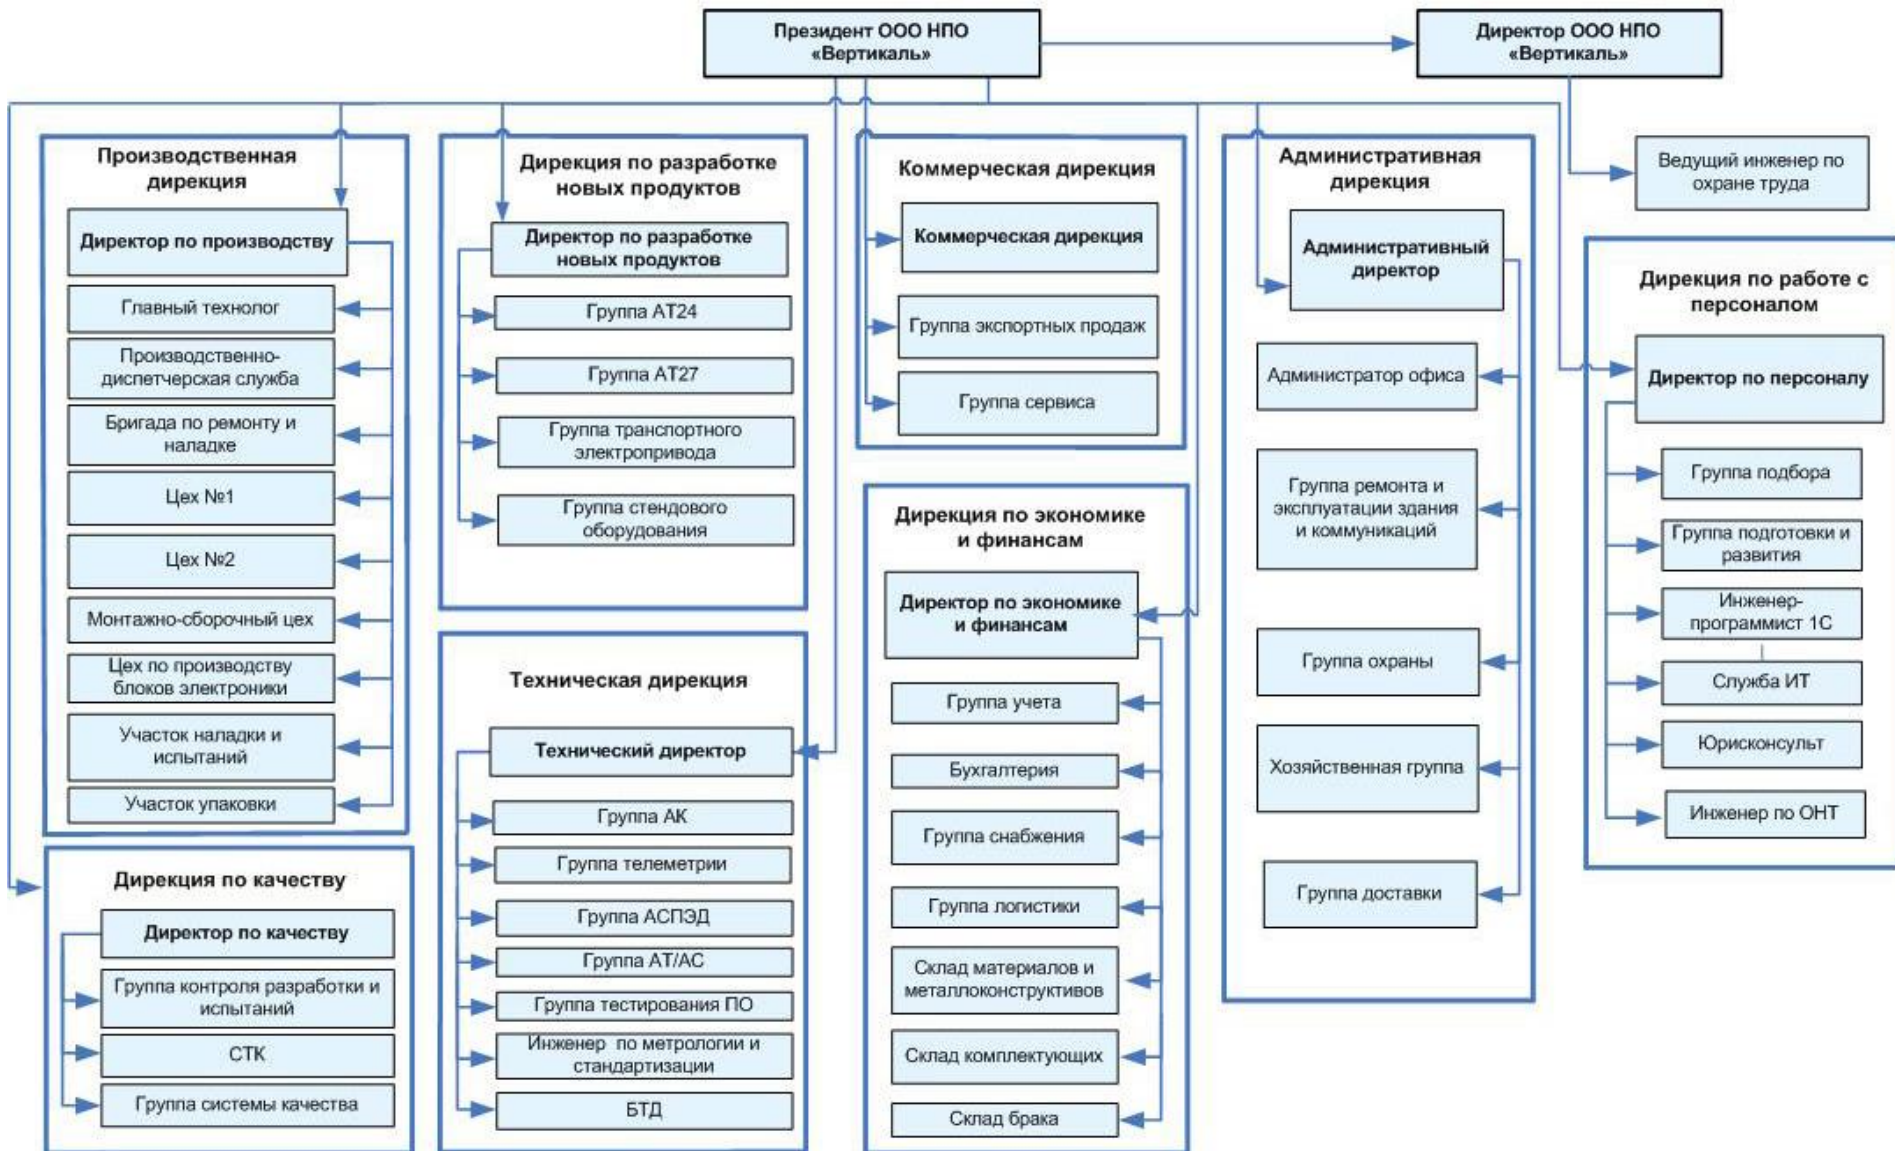 Президент ООО НПО
«Вертикаль»
Директор ООО НПО
«Вертикаль»
Ведущий инженер по
охране труда
Производственная
дирекция
Директор по производству
Главный технолог
Производственно-
диспетчерская служба
Бригада по ремонту и
наладке
Цех №1
Цех №2
Монтажно-сборочный цех
Цех по производству
блоков электроники
Участок наладки и
испытаний
Участок упаковки
Дирекция по качеству
Директор по качеству
Группа контроля разработки и
испытаний
СТК
Группа системы качества
Дирекция по разработке
новых продуктов
Директор по разработке
новых продуктов
Группа АТ24
Группа АТ27
Группа транспортного
электропривода
Группа стендового
оборудования
Техническая дирекция
Технический директор
Группа АК
Группа телеметрии
Группа АСПЭД
Группа АТ/АС
Группа тестирования ПО
Инженер по метрологии и
стандартизации
БТД
Коммерческая дирекция
Коммерческая дирекция
Группа экспортных продаж
Группа сервиса
Дирекция по экономике
и финансам
Директор по экономике
и финансам
Группа учета
Бухгалтерия
Группа снабжения
Группа логистики
Склад материалов и
металлоконструктивов
Склад комплектующих
Склад брака
Административная
дирекция
Административный
директор
Администратор офиса
Группа ремонта и
эксплуатации здания
и коммуникаций
Группа охраны
Хозяйственная группа
Группа доставки
Дирекция по работе с
персоналом
Директор по персоналу
Группа подбора
Группа подготовки и
развития
Инженер-
программист 1С
Служба ИТ
Юрисконсульт
Инженер по ОНТ